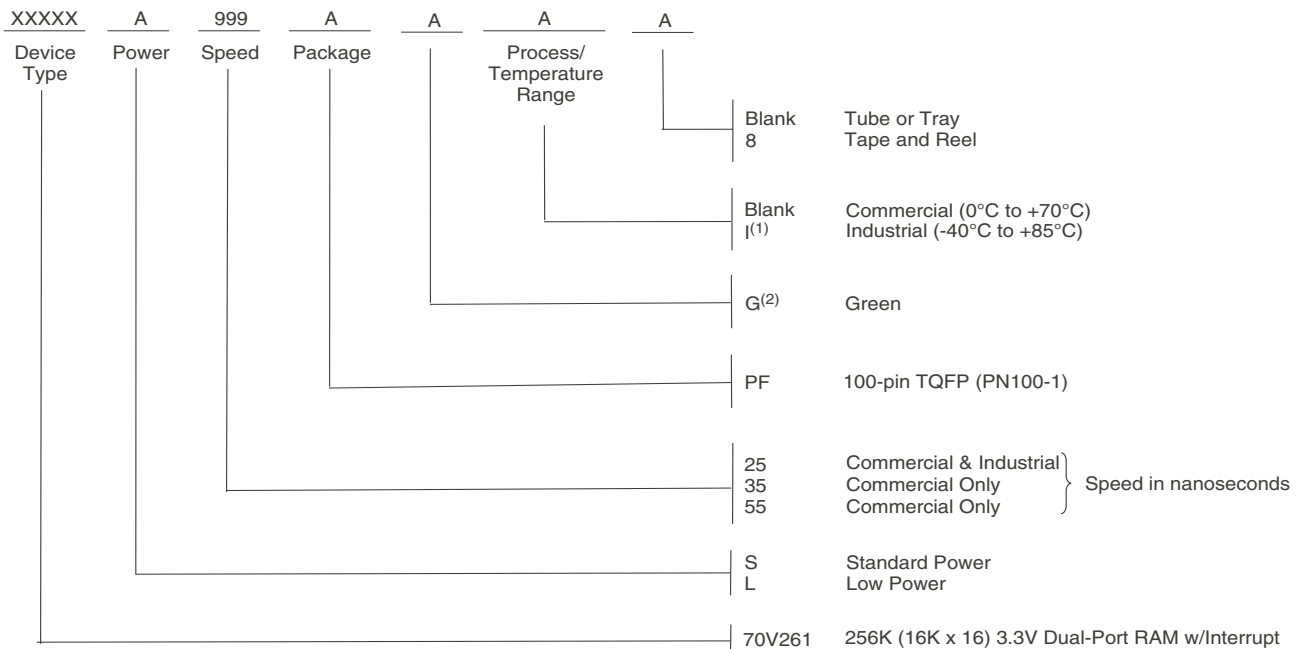 XXXXX A 999 A A A A
Device Type Power Speed Package Process/ Temperature Range
Blank Tube or Tray
8 Tape and Reel
Blank Commercial (0°C to +70°C)
I(1) Industrial (-40°C to +85°C)
G(2) Green
PF 100-pin TQFP (PN100-1)
25 Commercial & Industrial
35 Commercial Only Speed in nanoseconds
55 Commercial Only
S Standard Power
L Low Power
70V261 256K (16K x 16) 3.3V Dual-Port RAM w/Interrupt